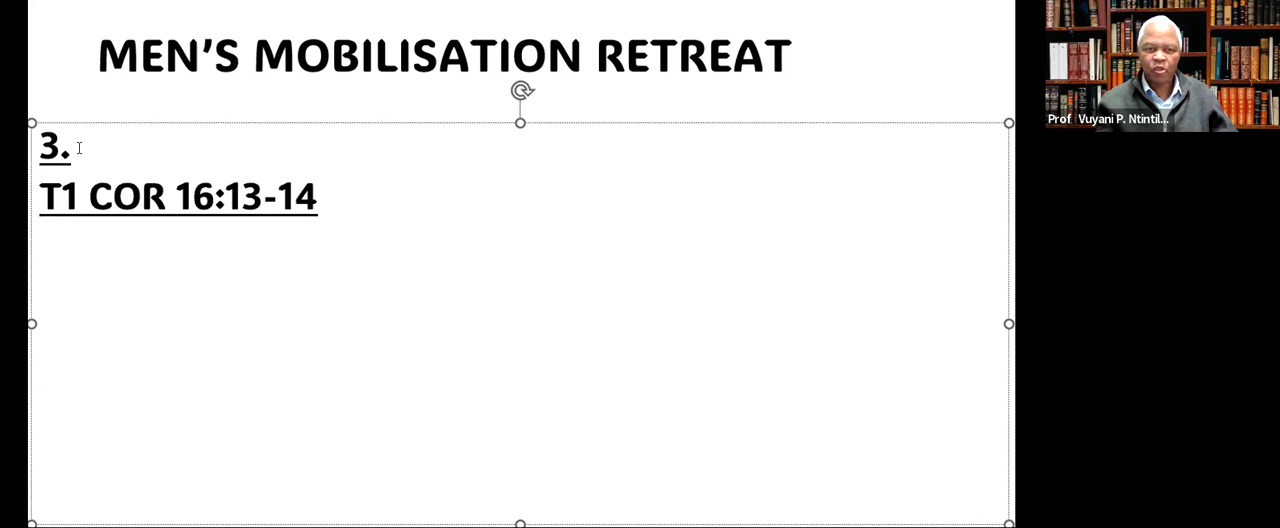 MEN'S MOBILISATION RETREAT
3.
T1 COR 16:13-14
Prof Vuyani P. Ntintil...